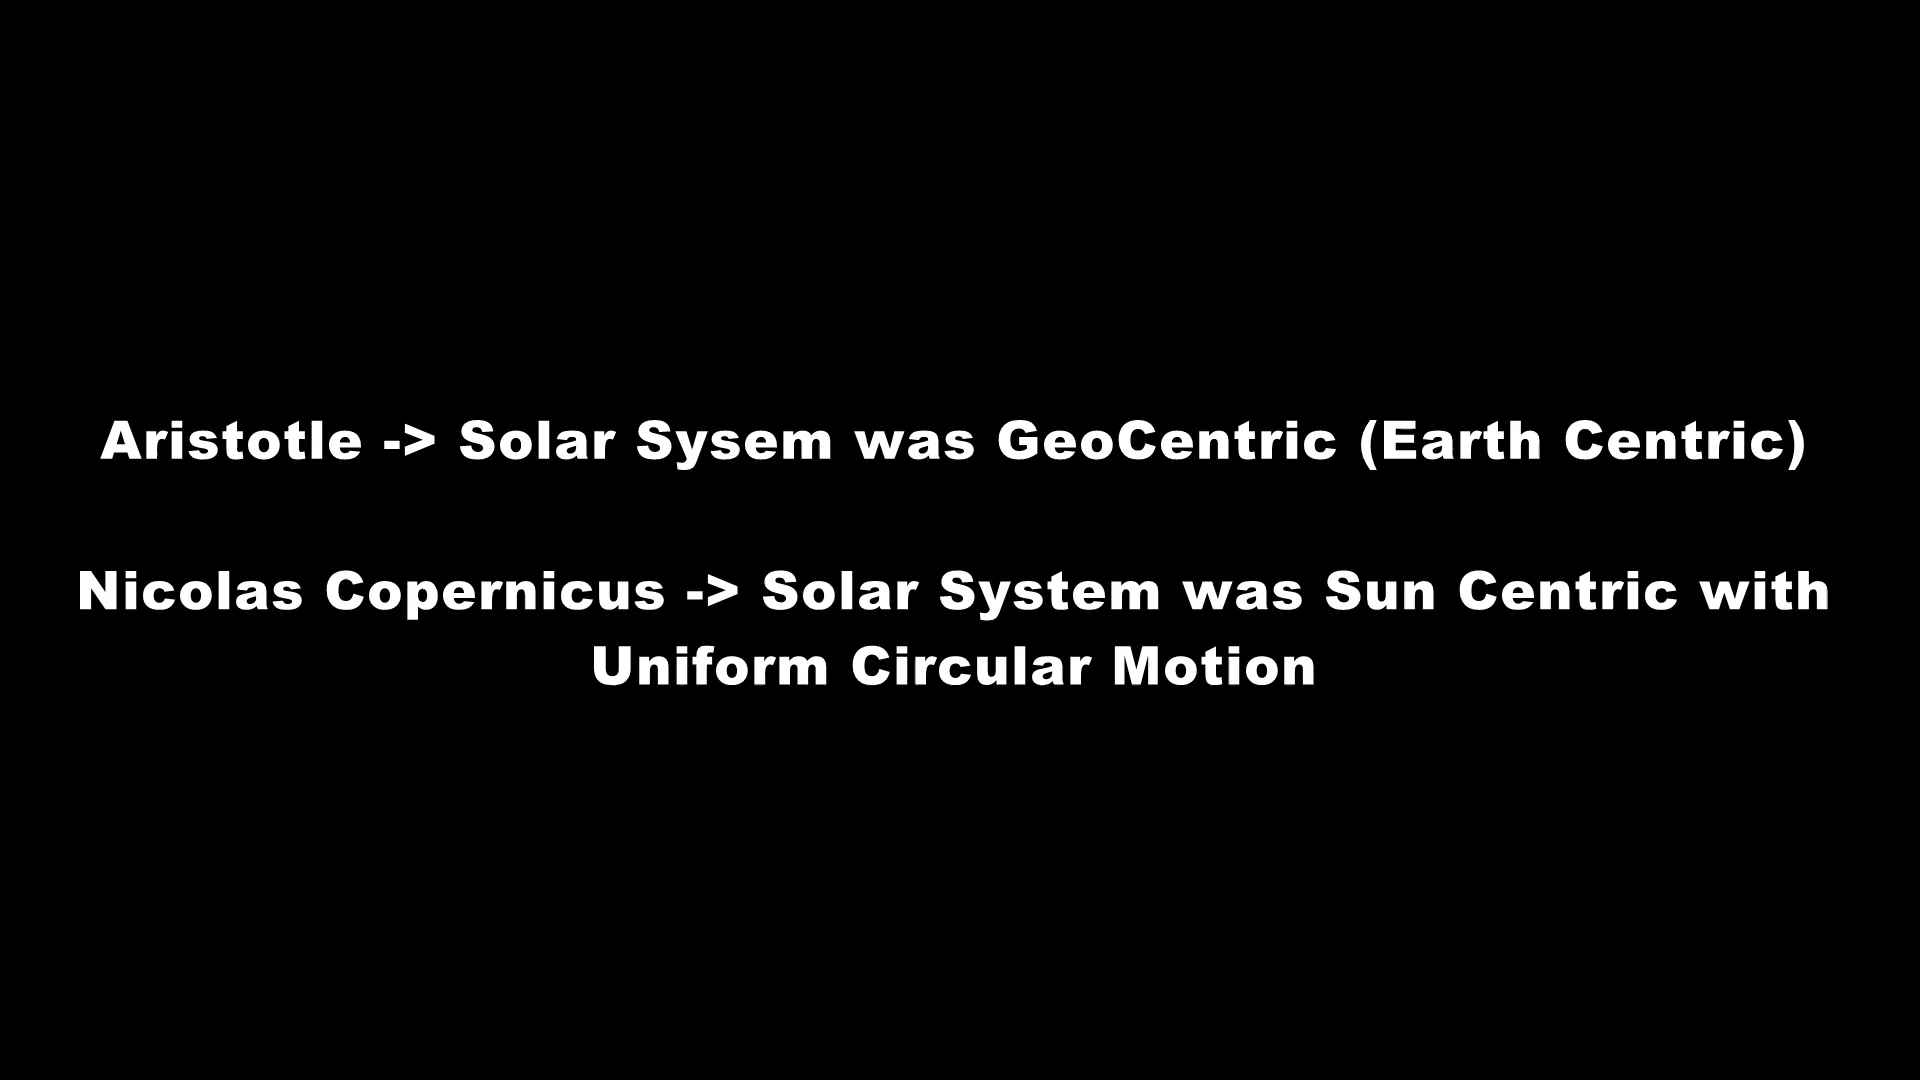 Aristotle -> Solar Sysem was GeoCentric (Earth Centric)
Nicolas Copernicus -> Solar System was Sun Centric with
Uniform Circular Motion